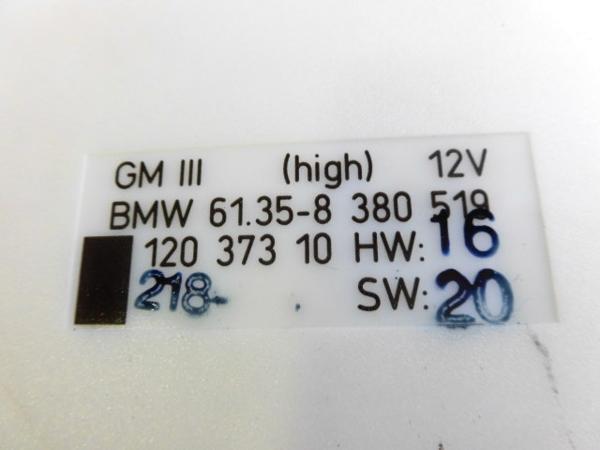 GM III (high) 12V
BMW 61.35-8 380 519
120 373 10 HW: 16
218 SW: 20